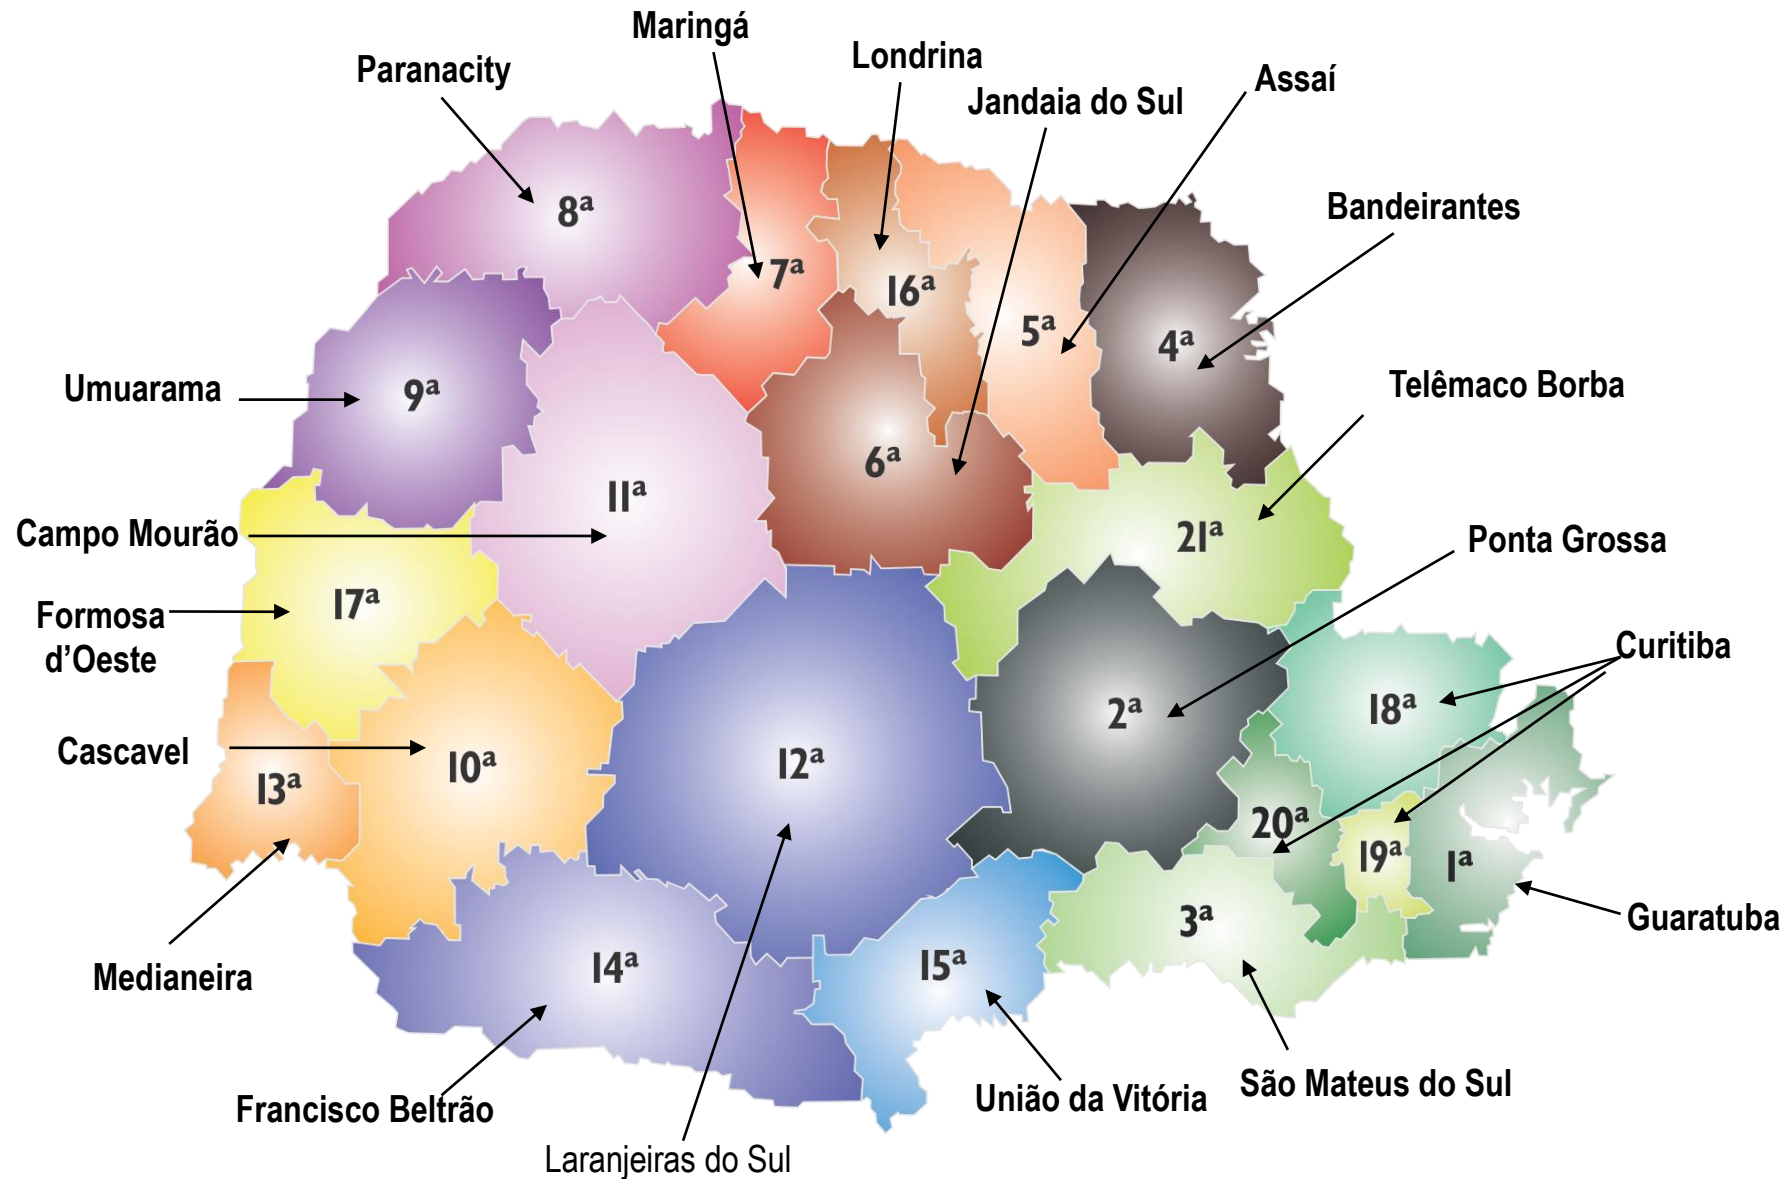 Maringá
Londrina
Paranacity
Assaí
Jandaia do Sul
8ª
Bandeirantes
7ª
16ª
5ª
4ª
Umuarama
9ª
Telêmaco Borba
6ª
11ª
Campo Mourão
21ª
Ponta Grossa
17ª
Formosa
d’Oeste
Curitiba
2ª
18ª
Cascavel
10ª
12ª
13ª
20ª
19ª
1ª
3ª
Guaratuba
Medianeira
14ª
15ª
Francisco Beltrão
União da Vitória
São Mateus do Sul
Laranjeiras do Sul